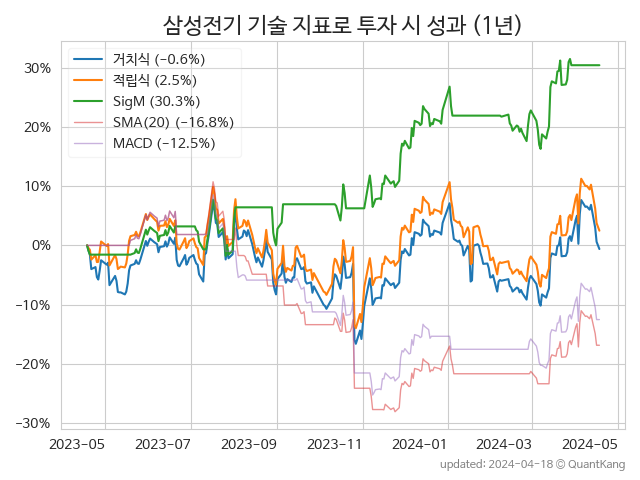 삼성전기 기술 지표로 투자 시 성과 (1년)
거치식 (−0.6%)
적립식 (2.5%)
SigM (30.3%)
SMA(20) (−16.8%)
MACD (−12.5%)
30%
20%
10%
0%
−10%
−20%
−30%
2023−05 2023−07 2023−09 2023−11 2024−01 2024−03 2024−05
updated: 2024−04−18 © QuantKang